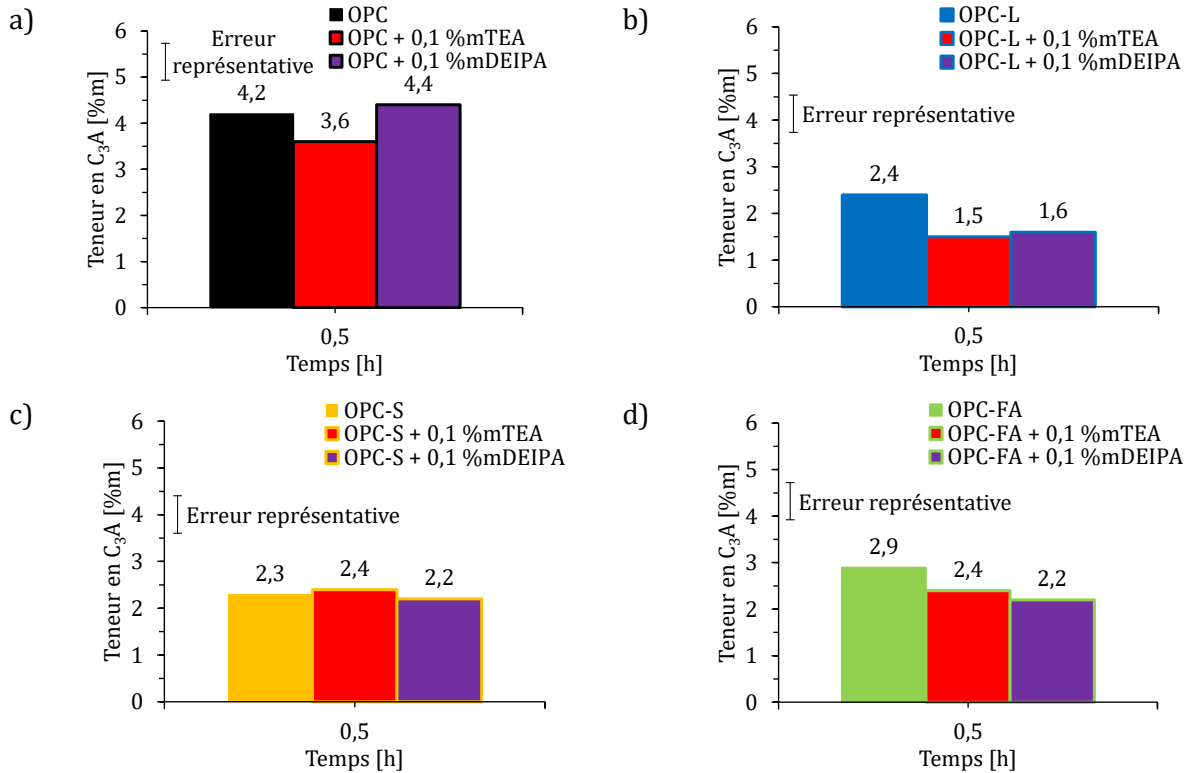 a)
OPC
OPC + 0,1 %mTEA
OPC + 0,1 %mDEIPA
Erreur
représentative
Teneur en C₃A [%m]
6
5
4
3
2
1
0
4,2
3,6
4,4
0,5
Temps [h]
b)
OPC-L
OPC-L + 0,1 %mTEA
OPC-L + 0,1 %mDEIPA
Erreur représentative
Teneur en C₃A [%m]
6
5
4
3
2
1
0
2,4
1,5
1,6
0,5
Temps [h]
c)
OPC-S
OPC-S + 0,1 %mTEA
OPC-S + 0,1 %mDEIPA
Erreur représentative
Teneur en C₃A [%m]
6
5
4
3
2
1
0
2,3
2,4
2,2
0,5
Temps [h]
d)
OPC-FA
OPC-FA + 0,1 %mTEA
OPC-FA + 0,1 %mDEIPA
Erreur représentative
Teneur en C₃A [%m]
6
5
4
3
2
1
0
2,9
2,4
2,2
0,5
Temps [h]